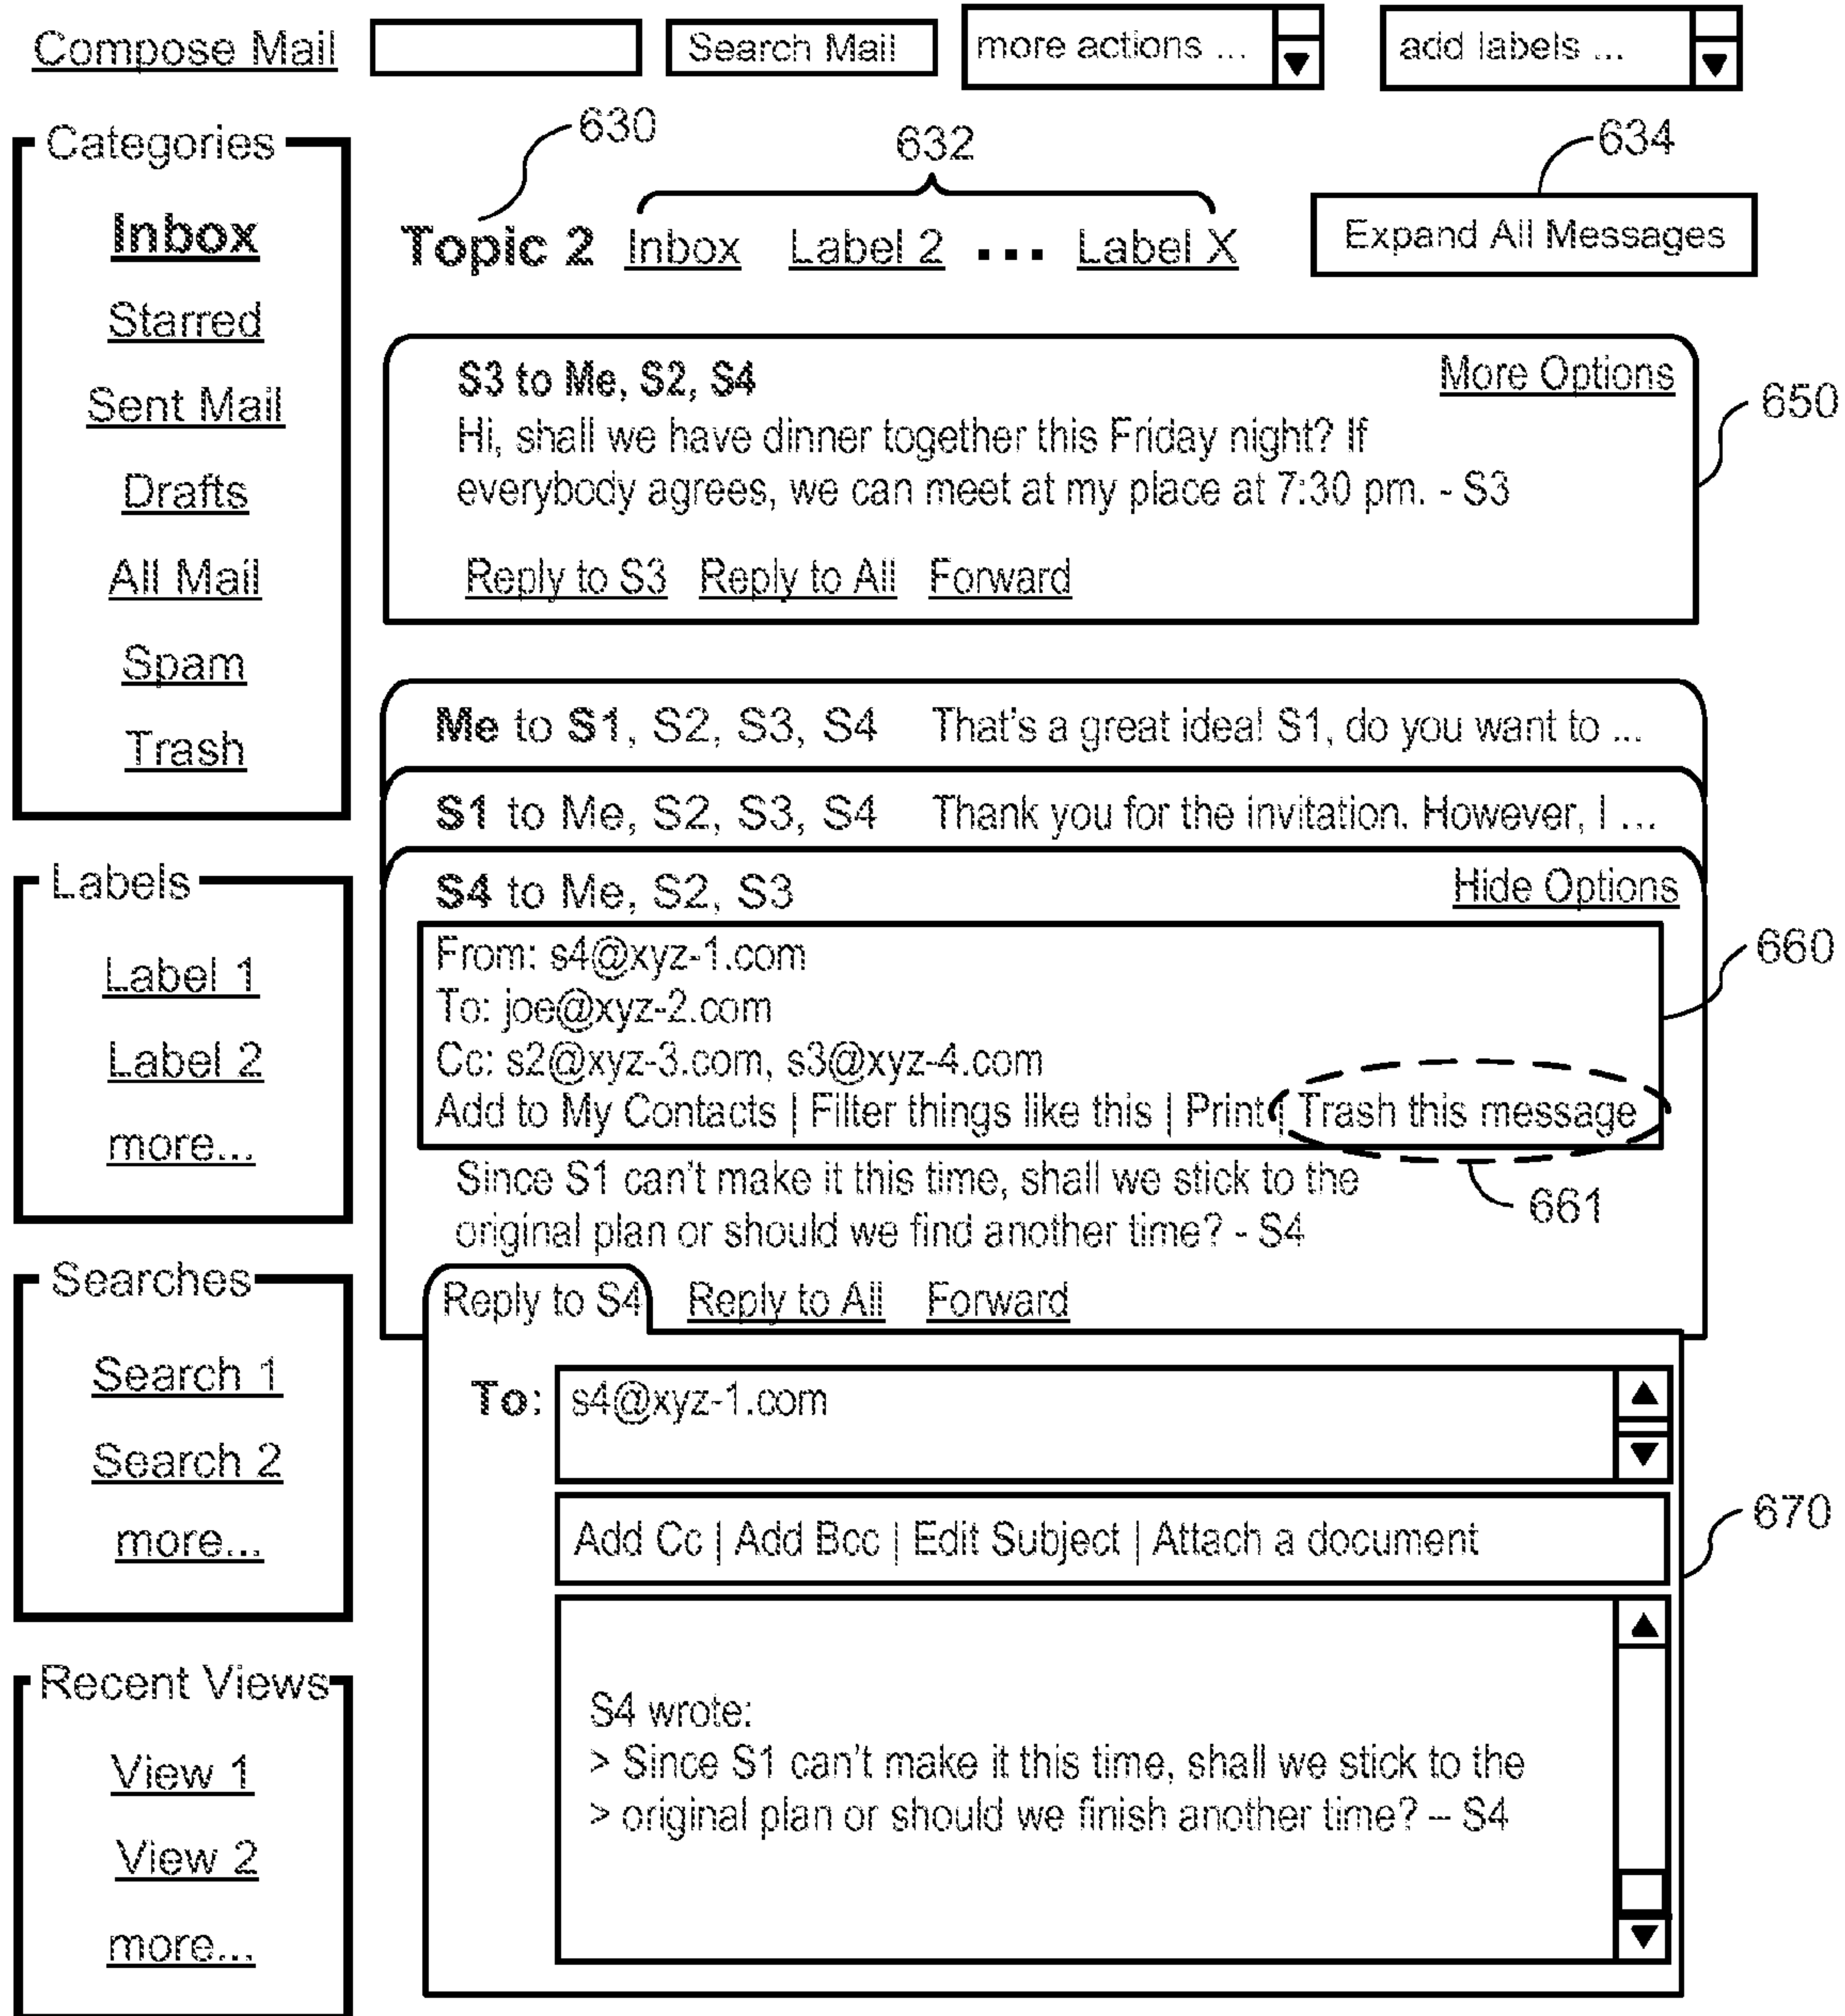 Compose Mail
Search Mail
more actions ...
add labels ...
Categories
Inbox
Starred
Sent Mail
Drafts
All Mail
Spam
Trash
Labels
Label 1
Label 2
more...
Searches
Search 1
Search 2
more...
Recent Views
View 1
View 2
more...
630
632
634
Topic 2 Inbox Label 2 ... Label X
Expand All Messages
S3 to Me, S2, S4 More Options
650
Hi, shall we have dinner together this Friday night? If
everybody agrees, we can meet at my place at 7:30 pm. - S3
Reply to S3 Reply to All Forward
Me to S1, S2, S3, S4 That's a great idea! S1, do you want to ...
S1 to Me, S2, S3, S4 Thank you for the invitation. However, I ...
S4 to Me, S2, S3 Hide Options
660
From: s4@xyz-1.com
To: joe@xyz-2.com
Cc: s2@xyz-3.com, s3@xyz-4.com
Add to My Contacts | Filter things like this | Print | Trash this message
661
Since S1 can't make it this time, shall we stick to the
original plan or should we find another time? - S4
Reply to S4 Reply to All Forward
To: s4@xyz-1.com
670
Add Cc | Add Bcc | Edit Subject | Attach a document
S4 wrote:
> Since S1 can't make it this time, shall we stick to the
> original plan or should we finish another time? – S4